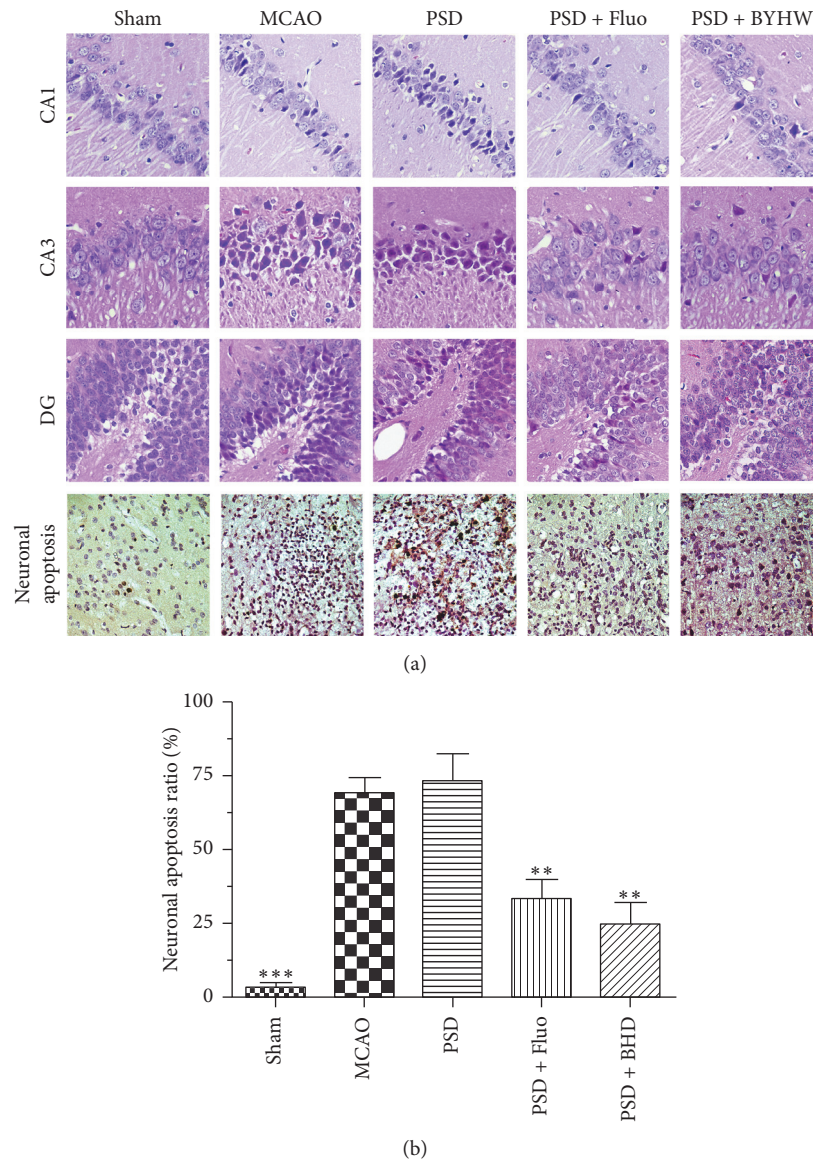 Sham MCAO PSD PSD + Fluo PSD + BYHW
CA1
CA3
DG
Neuronal
apoptosis
(a)
100
75
50
25
0
Neuronal apoptosis ratio (%)
***
**
**
Sham
MCAO
PSD
PSD + Fluo
PSD + BHD
(b)